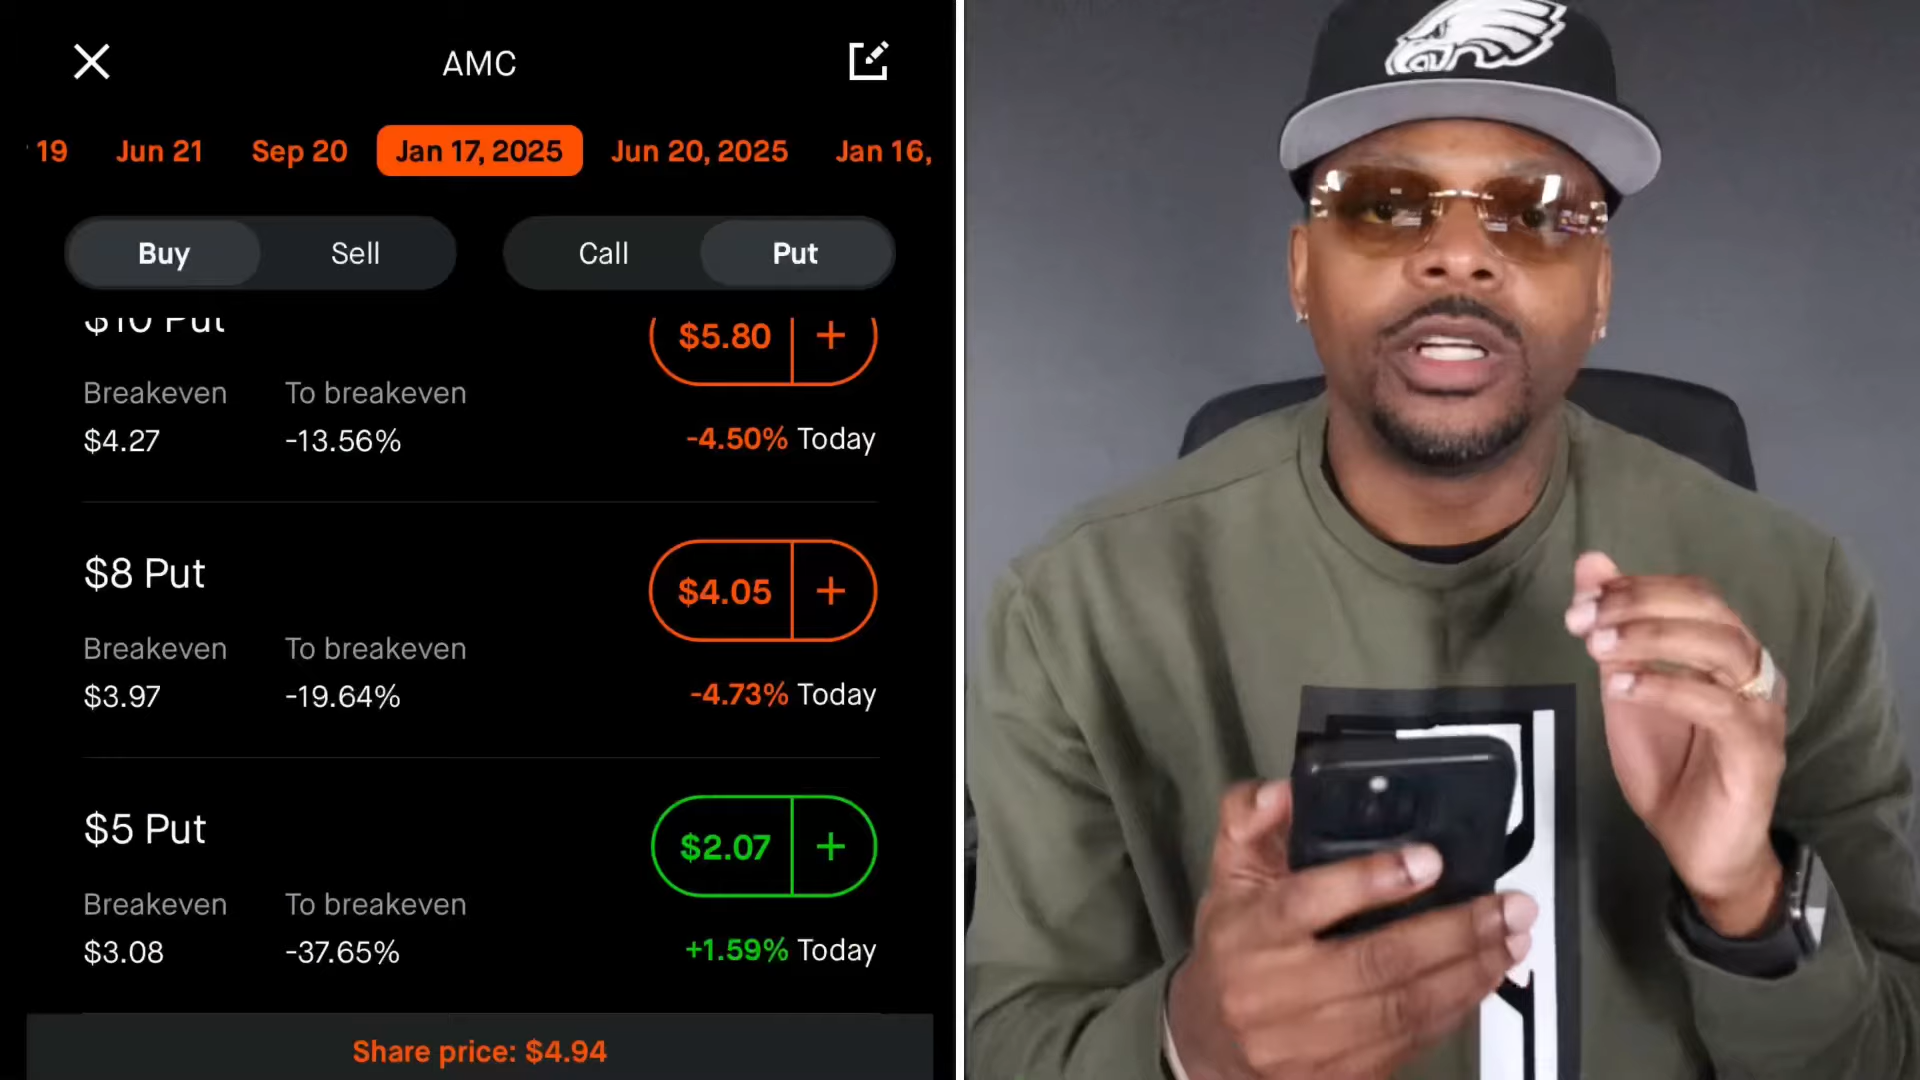 AMC
19 Jun 21 Sep 20 Jan 17, 2025 Jun 20, 2025 Jan 16,
Buy Sell Call Put
$10 Put
$5.80 +
Breakeven To breakeven
$4.27 -13.56%
-4.50% Today
$8 Put
$4.05 +
Breakeven To breakeven
$3.97 -19.64%
-4.73% Today
$5 Put
$2.07 +
Breakeven To breakeven
$3.08 -37.65%
+1.59% Today
Share price: $4.94